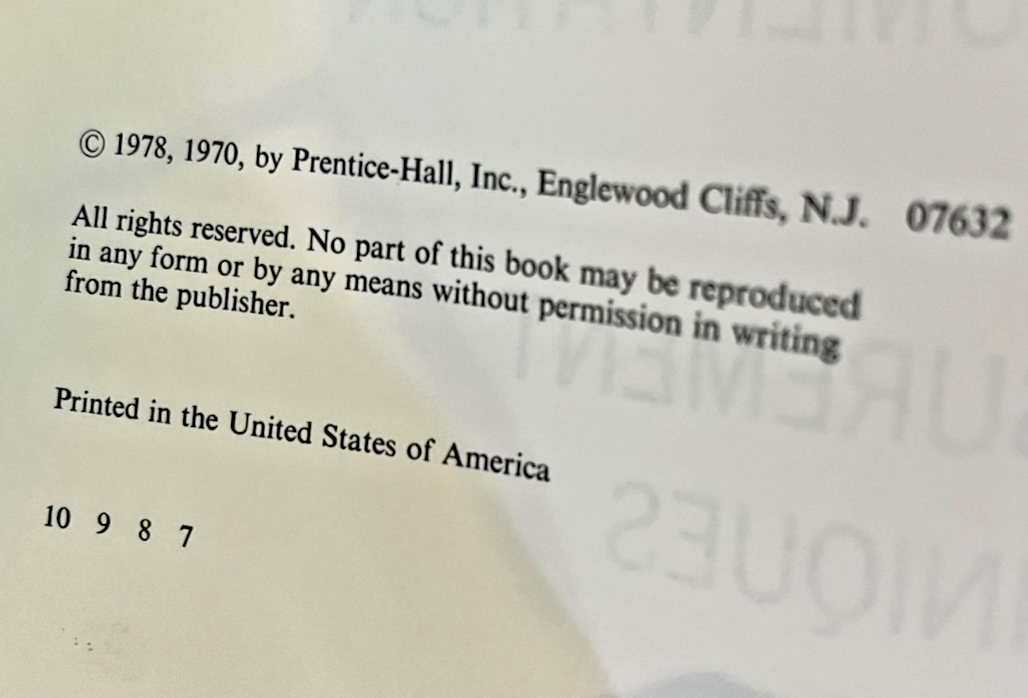 © 1978, 1970, by Prentice-Hall, Inc., Englewood Cliffs, N.J. 07632
All rights reserved. No part of this book may be reproduced
in any form or by any means without permission in writing
from the publisher.
Printed in the United States of America
10 9 8 7